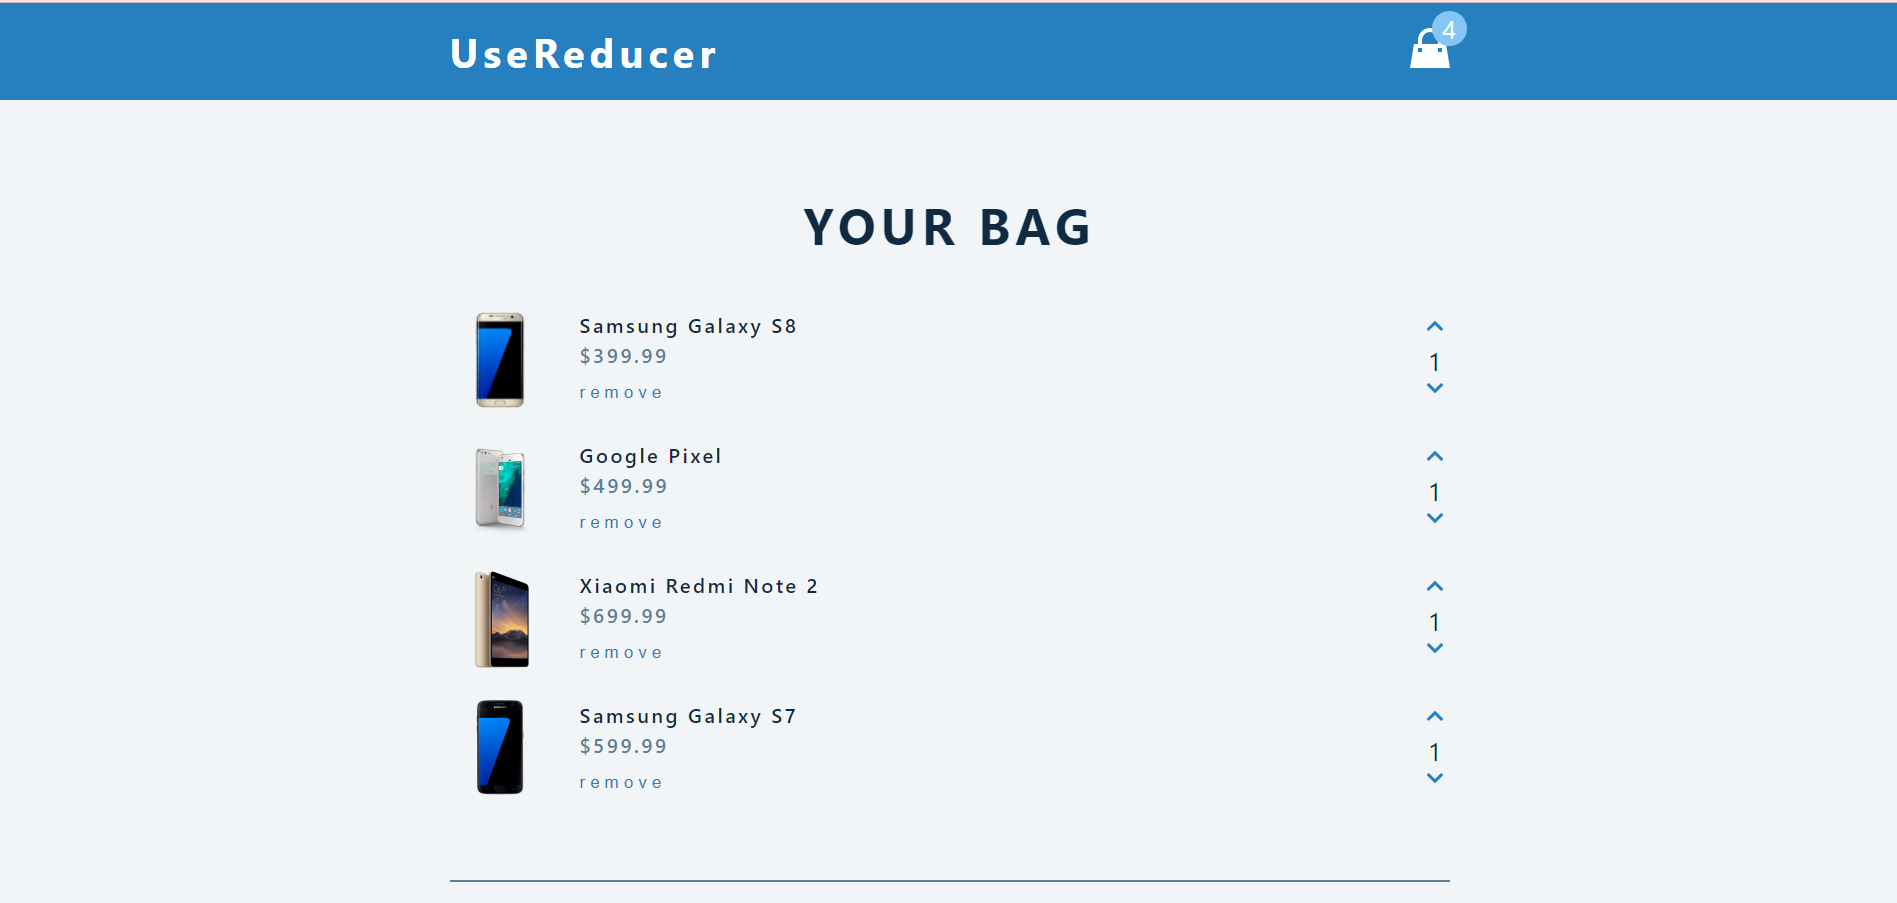 UseReducer
4
YOUR BAG
Samsung Galaxy S8
$399.99
remove
1
Google Pixel
$499.99
remove
1
Xiaomi Redmi Note 2
$699.99
remove
1
Samsung Galaxy S7
$599.99
remove
1